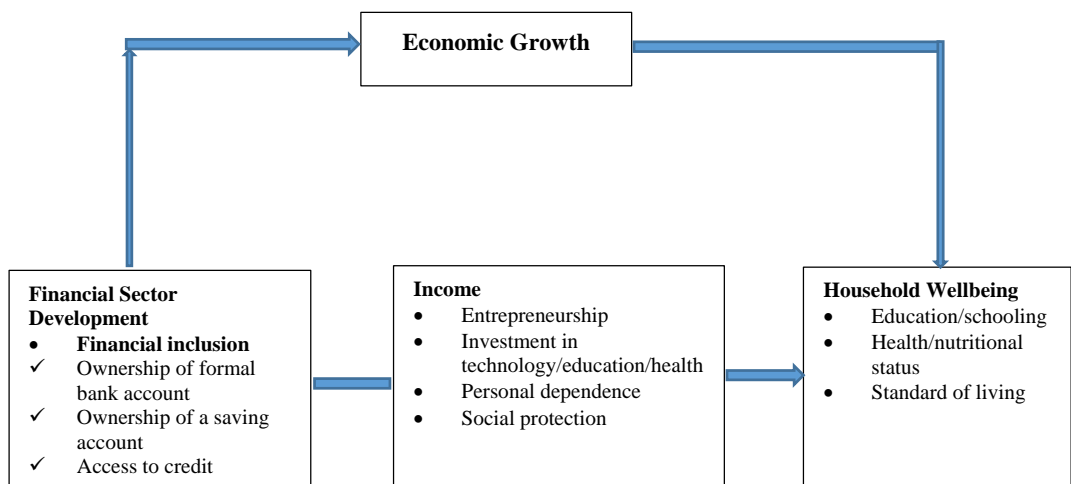 Economic Growth
Financial Sector
Development
• Financial inclusion
✓ Ownership of formal
bank account
✓ Ownership of a saving
account
✓ Access to credit
Income
• Entrepreneurship
• Investment in
technology/education/health
• Personal dependence
• Social protection
Household Wellbeing
• Education/schooling
• Health/nutritional
status
• Standard of living